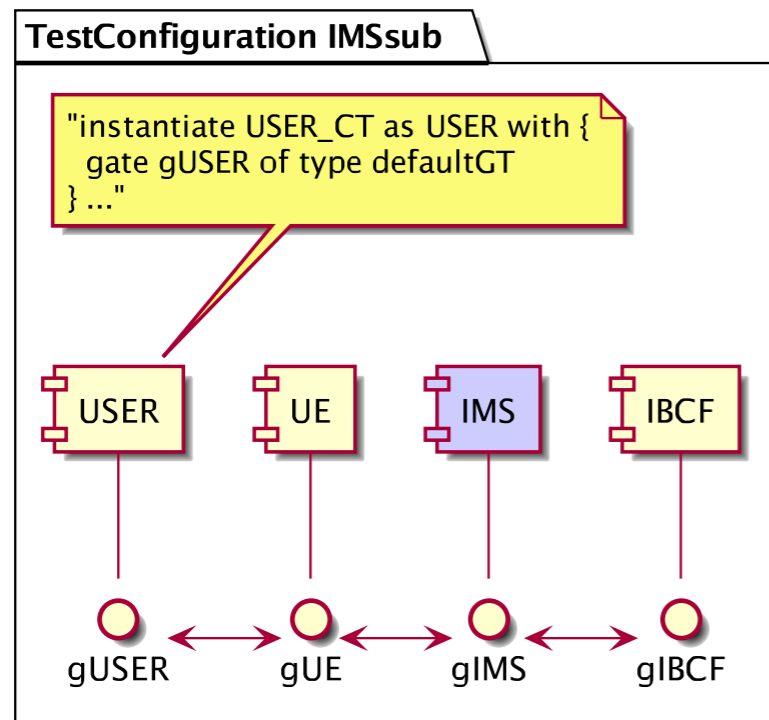 TestConfiguration IMSsub
"instantiate USER_CT as USER with {
gate gUSER of type defaultGT
} ..."
USER UE IMS IBCF
gUSER gUE gIMS gIBCF